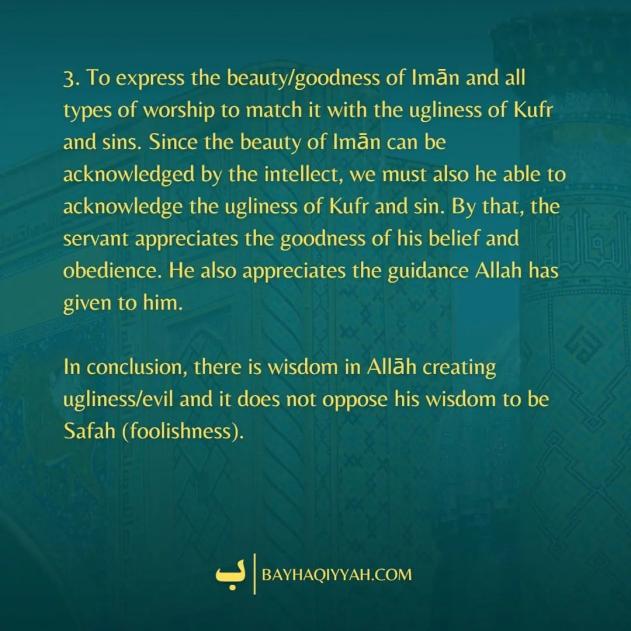 3. To express the beauty/goodness of Imān and all
types of worship to match it with the ugliness of Kufr
and sins. Since the beauty of Imān can be
acknowledged by the intellect, we must also he able to
acknowledge the ugliness of Kufr and sin. By that, the
servant appreciates the goodness of his belief and
obedience. He also appreciates the guidance Allah has
given to him.
In conclusion, there is wisdom in Allāh creating
ugliness/evil and it does not oppose his wisdom to be
Safah (foolishness).
ب BAYHAQIYYAH.COM